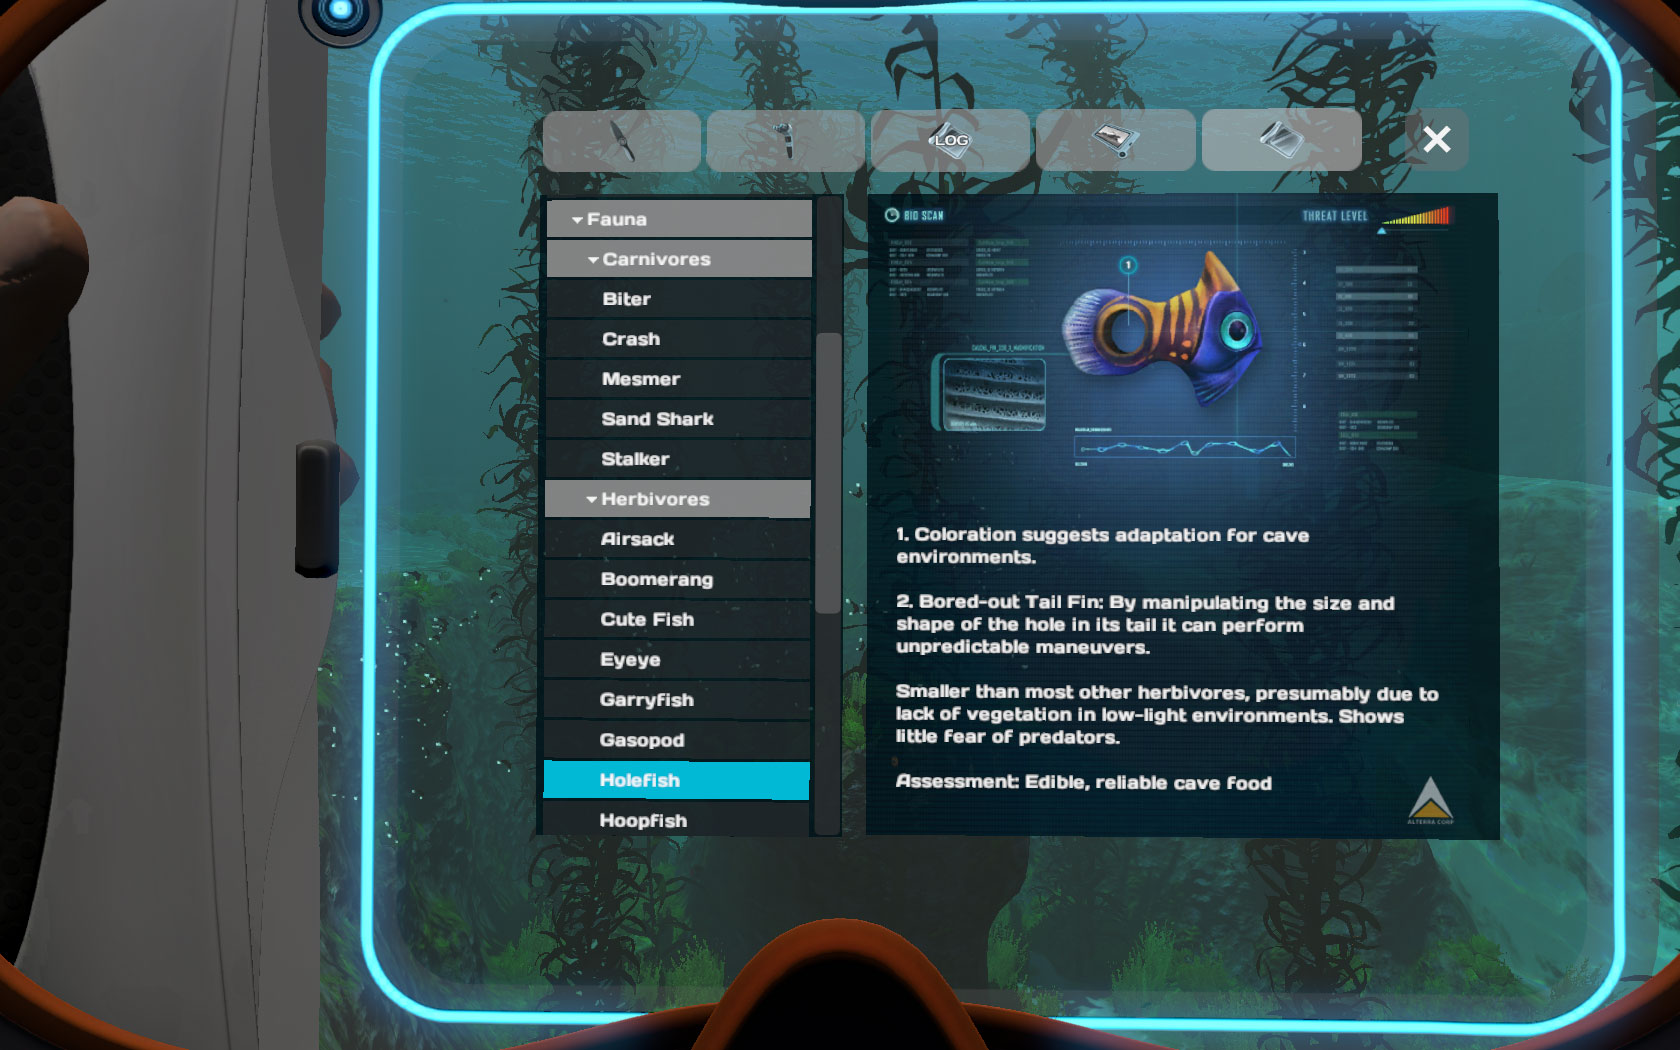 LOG
Fauna
Carnivores
Biter
Crash
Mesmer
Sand Shark
Stalker
Herbivores
Airsack
Boomerang
Cute Fish
Eyeye
Garryfish
Gasopod
Holefish
Hoopfish
BIO SCAN
THREAT LEVEL
1
1. Coloration suggests adaptation for cave
environments.
2. Bored-out Tail Fin: By manipulating the size and
shape of the hole in its tail it can perform
unpredictable maneuvers.
Smaller than most other herbivores, presumably due to
lack of vegetation in low-light environments. Shows
little fear of predators.
Assessment: Edible, reliable cave food
ALTERRA CORP